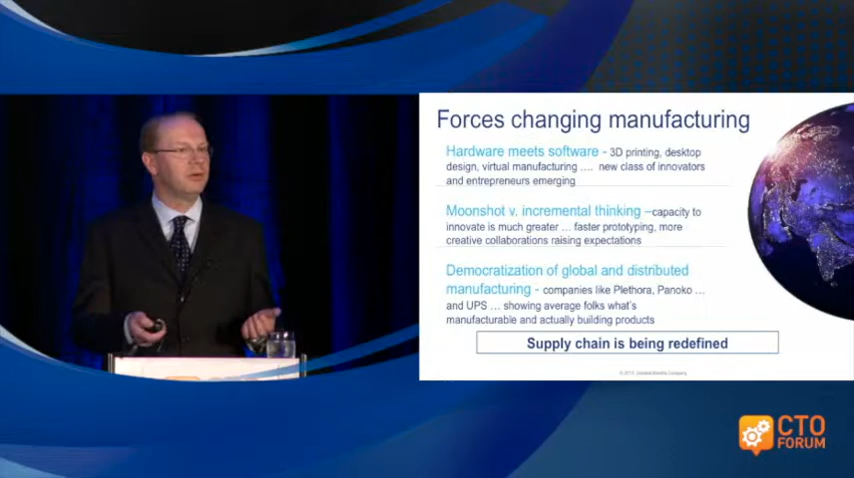 Forces changing manufacturing
Hardware meets software - 3D printing, desktop
design, virtual manufacturing .... new class of innovators
and entrepreneurs emerging
Moonshot v. incremental thinking –capacity to
innovate is much greater ... faster prototyping, more
creative collaborations raising expectations
Democratization of global and distributed
manufacturing - companies like Plethora, Panoko ...
and UPS ... showing average folks what's
manufacturable and actually building products
Supply chain is being redefined
Company
CTO
FORUM